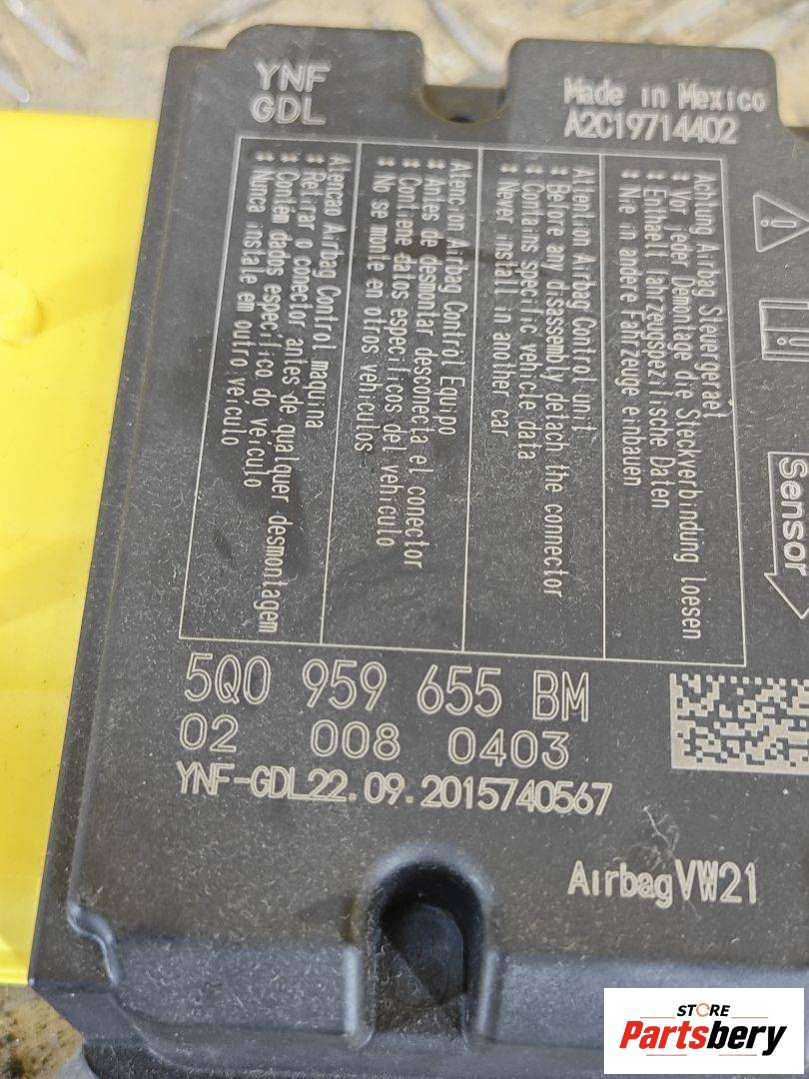 YNF
GDL
Made in Mexico
A2C19714402
Achtung Airbag Steuergeraet
: Vor jeder Demontage die Steckverbindung loesen
: Enthaelt fahrzeugspezifische Daten
: Nie in andere Fahrzeuge einbauen
Attention Airbag Control unit
: Before any disassembly detach the connector
: Contains specific vehicle data
: Never install in another car
Atencion Airbag Control Equipo
: Antes de desmontar desconecta el conector
: Contiene datos especificos del vehiculo
: No se monte en otros vehiculos
Atencao Airbag Control maquina
: Retirar o conector antes de qualquer desmontagem
: Contém dados específico do veiculo
: Nunca instale em outro veiculo
Sensor
5Q0 959 655 BM
02 008 0403
YNF-GDL22.09.2015740567
AirbagVW21
STORE
Partsbery